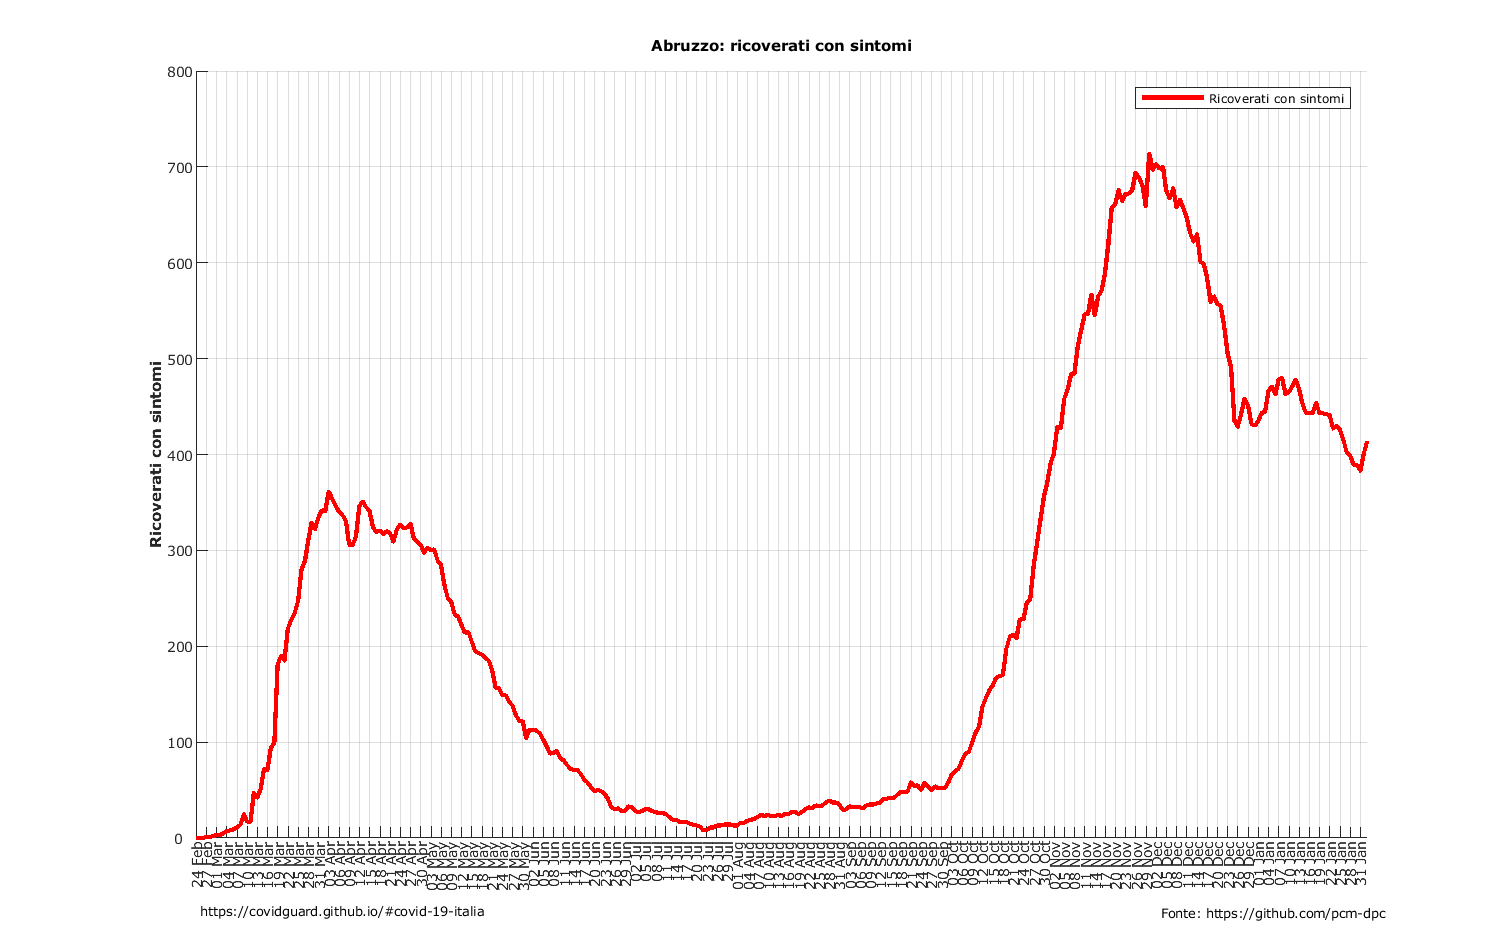 Abruzzo: ricoverati con sintomi
Ricoverati con sintomi
Ricoverati con sintomi
800
700
600
500
400
300
200
100
0
24 Feb
27 Feb
01 Mar
04 Mar
07 Mar
10 Mar
13 Mar
16 Mar
19 Mar
22 Mar
25 Mar
28 Mar
31 Mar
03 Apr
06 Apr
09 Apr
12 Apr
15 Apr
18 Apr
21 Apr
24 Apr
27 Apr
30 Apr
03 May
06 May
09 May
12 May
15 May
18 May
21 May
24 May
27 May
30 May
02 Jun
05 Jun
08 Jun
11 Jun
14 Jun
17 Jun
20 Jun
23 Jun
26 Jun
29 Jun
02 Jul
05 Jul
08 Jul
11 Jul
14 Jul
17 Jul
20 Jul
23 Jul
26 Jul
29 Jul
01 Aug
04 Aug
07 Aug
10 Aug
13 Aug
16 Aug
19 Aug
22 Aug
25 Aug
28 Aug
31 Aug
03 Sep
06 Sep
09 Sep
12 Sep
15 Sep
18 Sep
21 Sep
24 Sep
27 Sep
30 Sep
03 Oct
06 Oct
09 Oct
12 Oct
15 Oct
18 Oct
21 Oct
24 Oct
27 Oct
30 Oct
02 Nov
05 Nov
08 Nov
11 Nov
14 Nov
17 Nov
20 Nov
23 Nov
26 Nov
29 Nov
02 Dec
05 Dec
08 Dec
11 Dec
14 Dec
17 Dec
20 Dec
23 Dec
26 Dec
29 Dec
01 Jan
04 Jan
07 Jan
10 Jan
13 Jan
16 Jan
19 Jan
22 Jan
25 Jan
28 Jan
31 Jan
https://covidguard.github.io/#covid-19-italia
Fonte: https://github.com/pcm-dpc